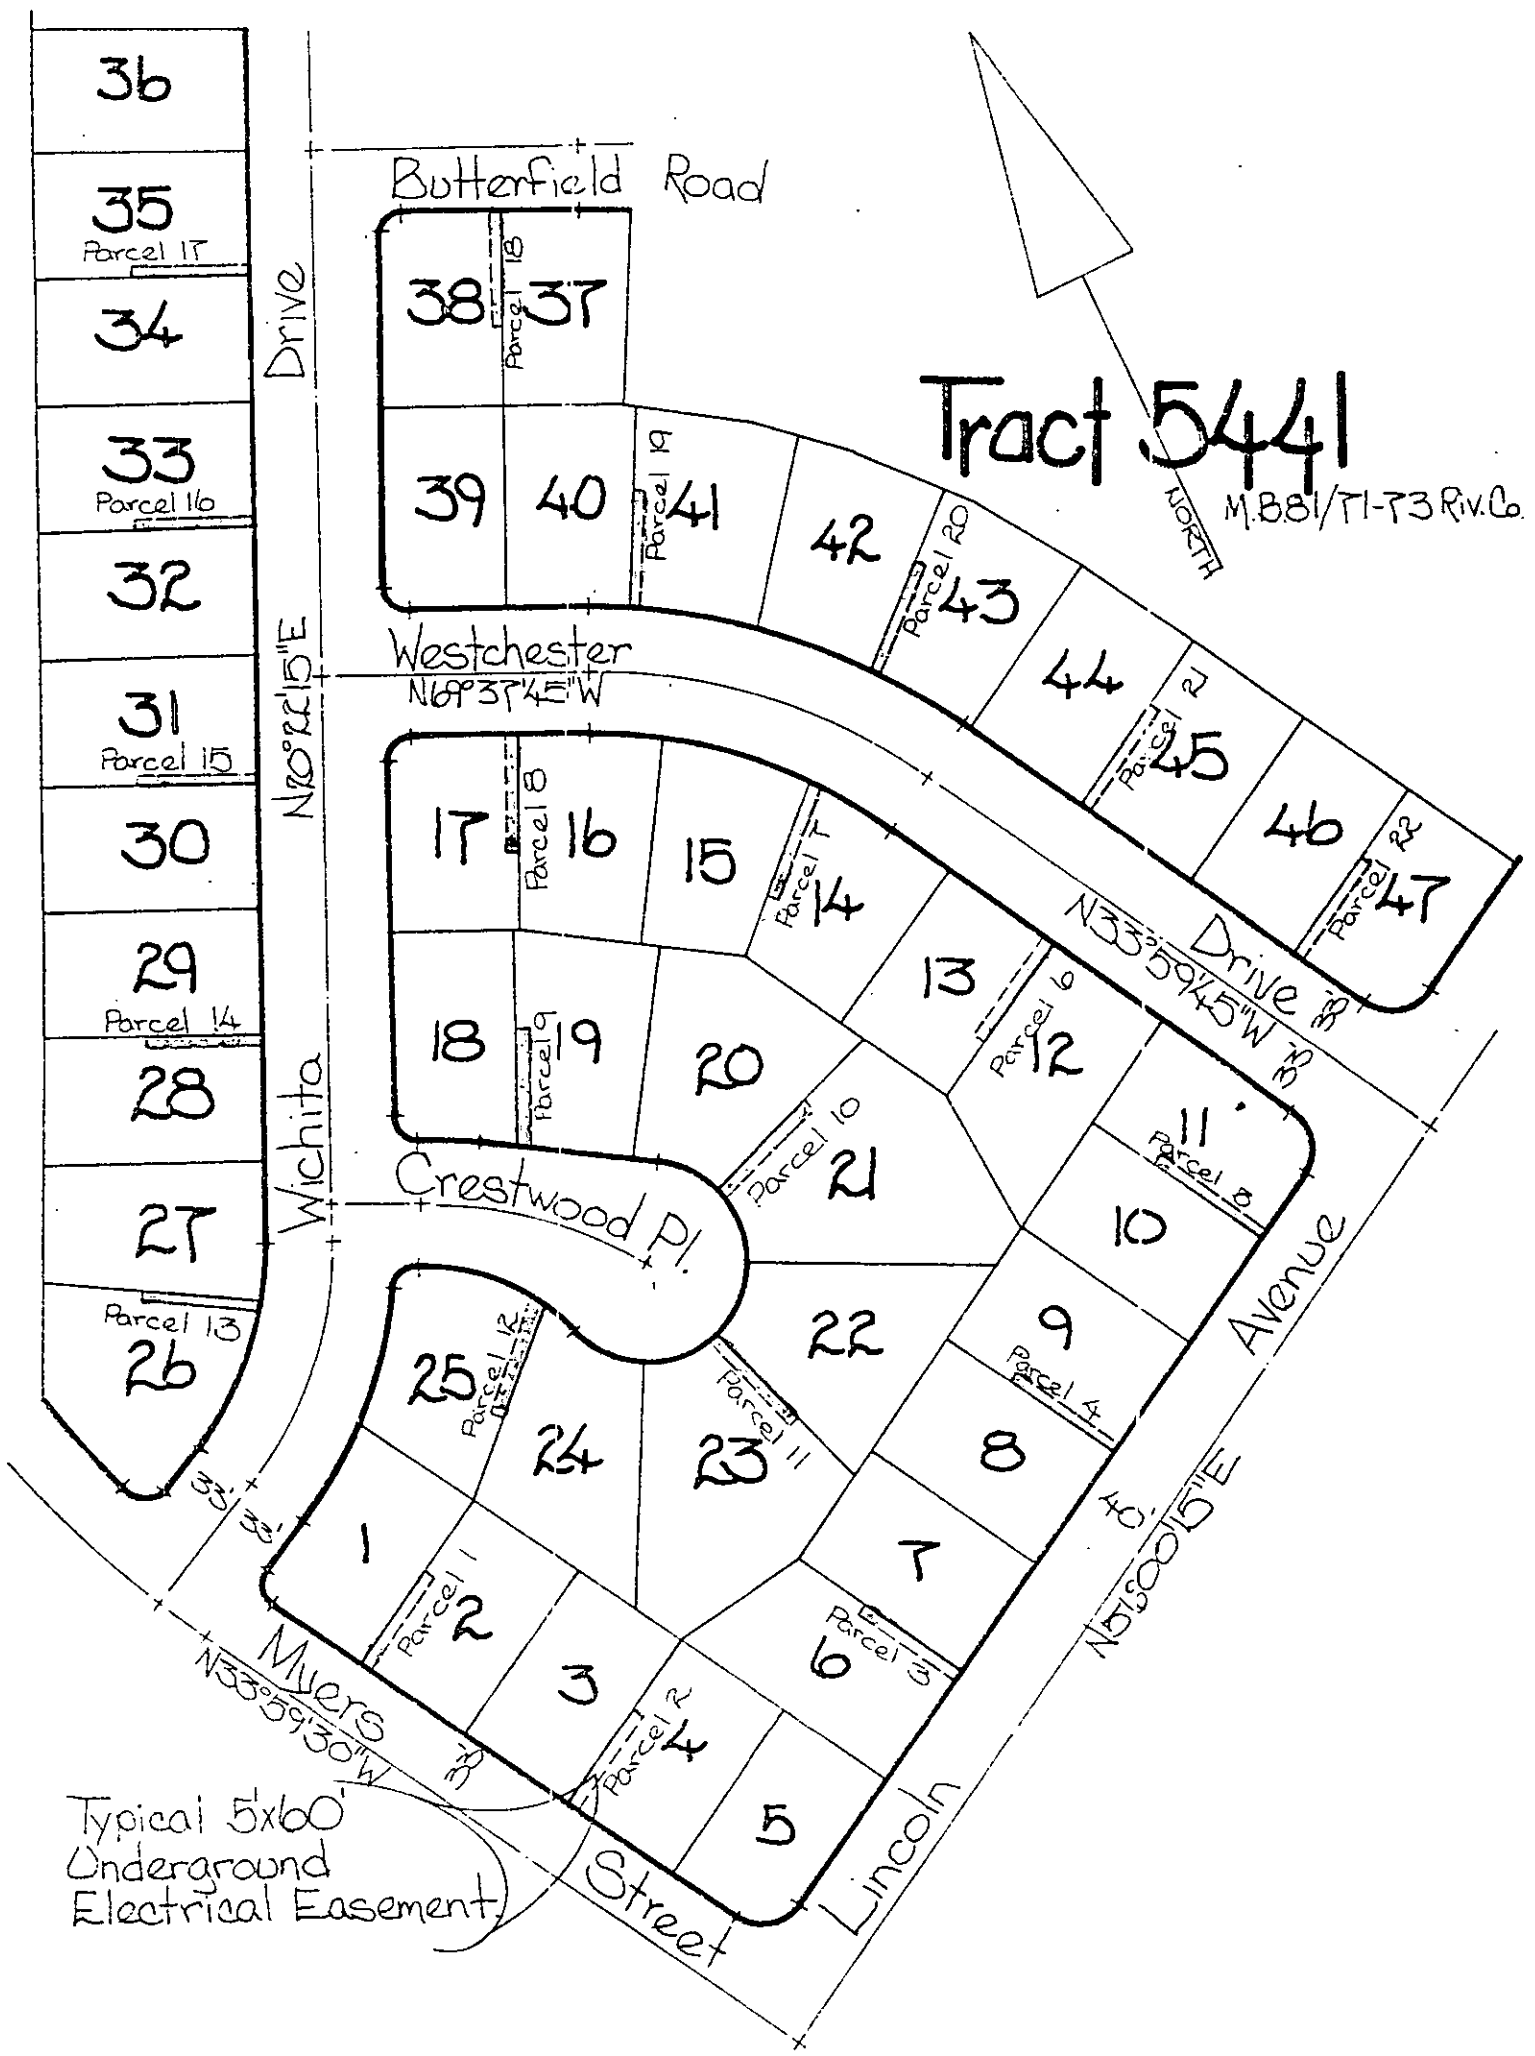 36
Butterfield Road
35
Parcel 17
Drive
38
Parcel 18
37
34
Tract 5441
M.B.81/71-73 Riv. Co.
NORTH
33
Parcel 16
39
40
Parcel 19
41
42
Parcel 20
43
32
N20°22'15"E
Westchester
N69°37'45"W
44
Parcel 21
45
31
Parcel 15
17
Parcel 8
16
15
Parcel 7
14
46
Parcel 22
47
30
29
Parcel 14
13
Parcel 6
12
N33°59'45"W
Drive
33'
33'
18
Parcel 9
19
20
Parcel 10
21
28
Wichita
Crestwood Pl.
11
Parcel 8
10
Avenue
27
Parcel 13
26
25
Parcel 12
24
22
Parcel 11
23
9
Parcel 4
8
40'
N51°00'15"E
33'
33'
1
Parcel 1
2
7
Parcel 3
6
3
Parcel 2
4
5
Myers
N33°59'30"W
33'
Street
Lincoln
Typical 5'x60'
Underground
Electrical Easement